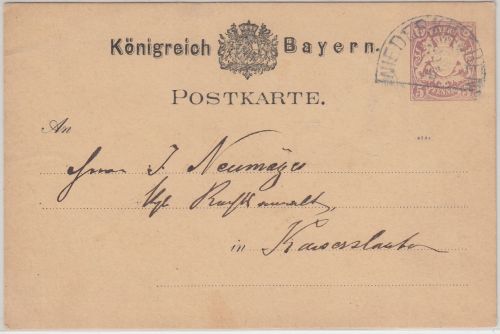 Königreich Bayern.
POSTKARTE.
An
Herrn J. Neumayer
kgl. Rechtsanwalt,
in Kaiserslautern